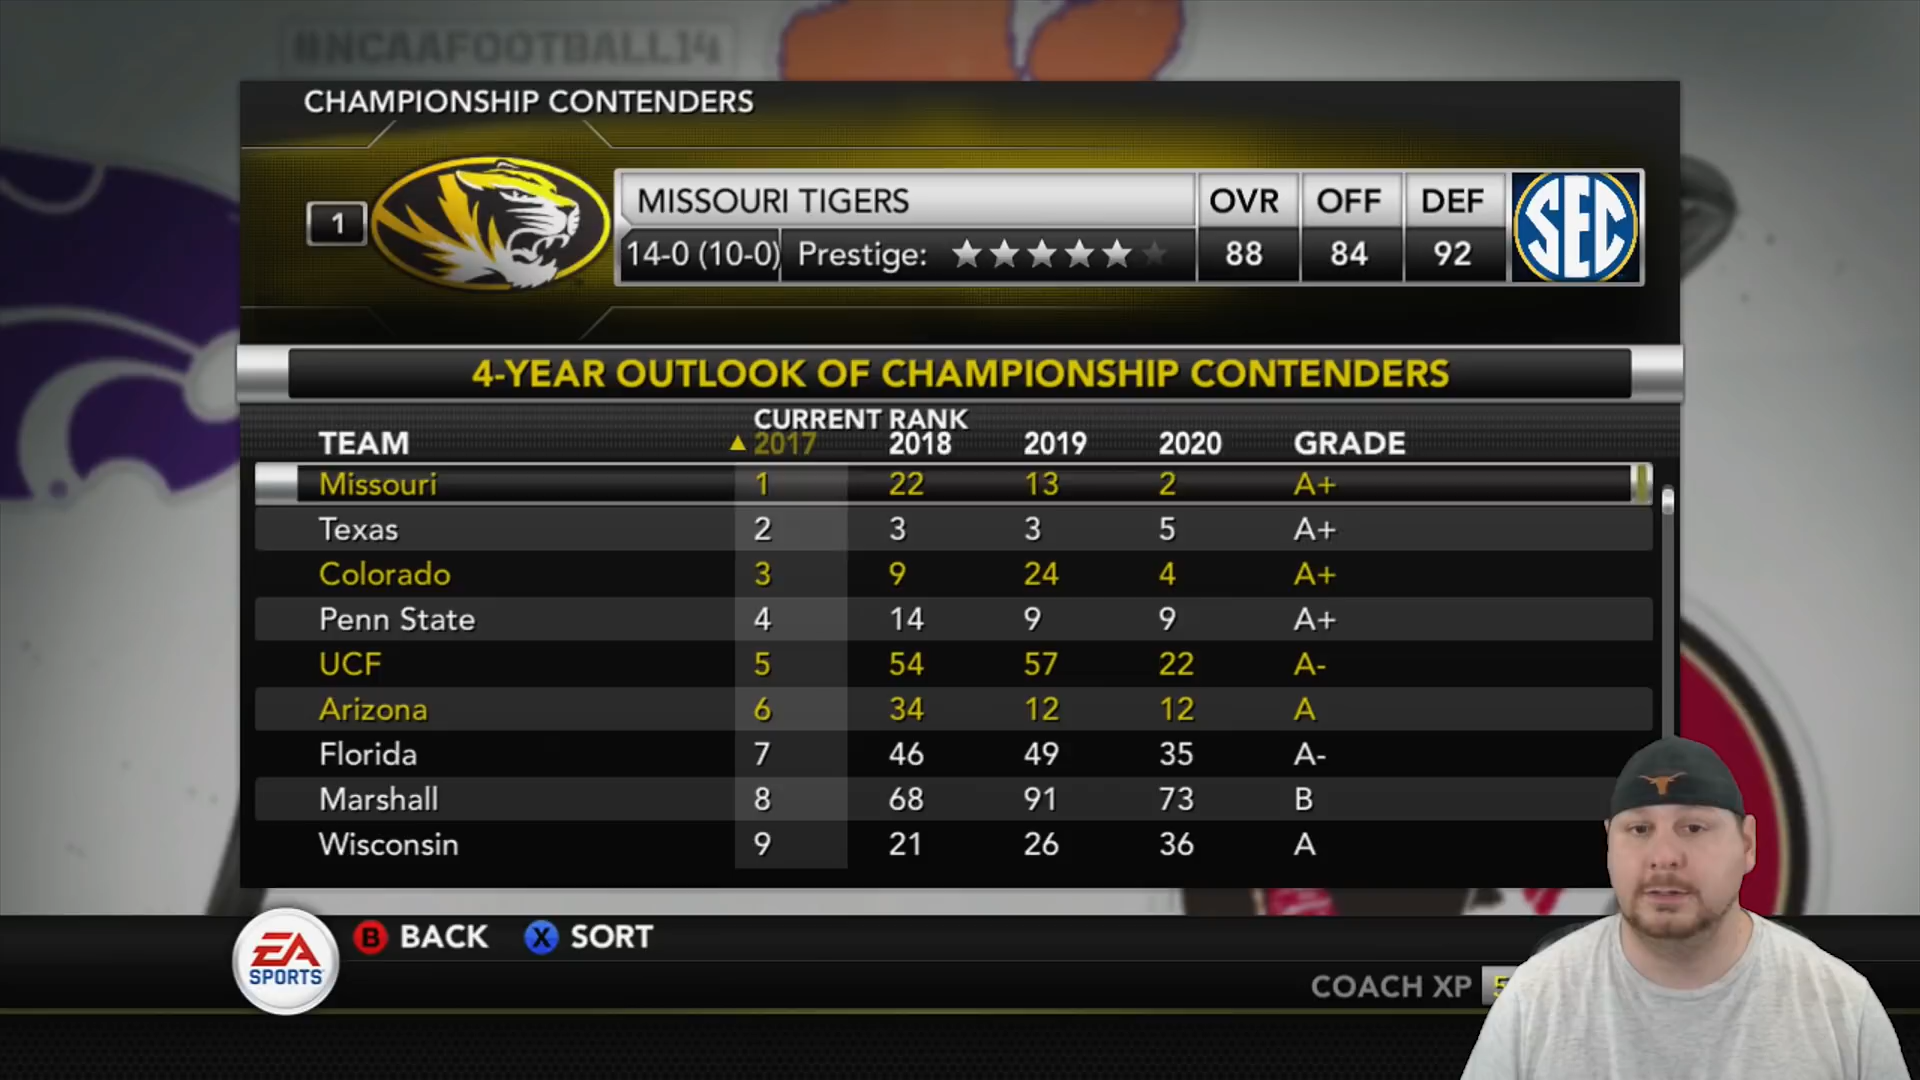 #NCAAFOOTBALL14
CHAMPIONSHIP CONTENDERS
1 MISSOURI TIGERS OVR OFF DEF SEC
14-0 (10-0) Prestige: 88 84 92
4-YEAR OUTLOOK OF CHAMPIONSHIP CONTENDERS
CURRENT RANK
TEAM 2017 2018 2019 2020 GRADE
Missouri 1 22 13 2 A+
Texas 2 3 3 5 A+
Colorado 3 9 24 4 A+
Penn State 4 14 9 9 A+
UCF 5 54 57 22 A-
Arizona 6 34 12 12 A
Florida 7 46 49 35 A-
Marshall 8 68 91 73 B
Wisconsin 9 21 26 36 A
EA SPORTS B BACK X SORT
COACH XP